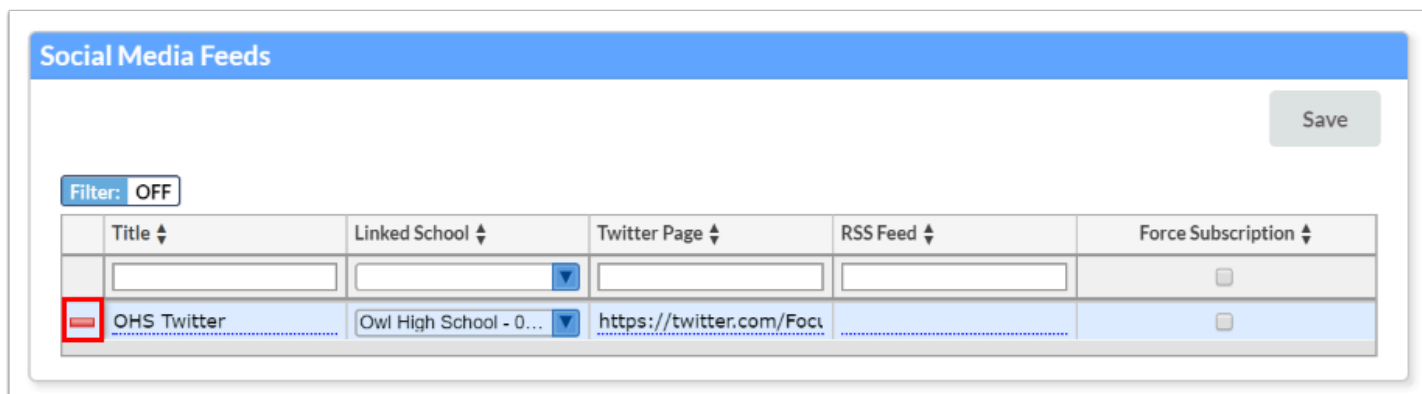 Social Media Feeds
Save
Filter: OFF
Title Linked School Twitter Page RSS Feed Force Subscription
OHS Twitter Owl High School - 0... https://twitter.com/Focu